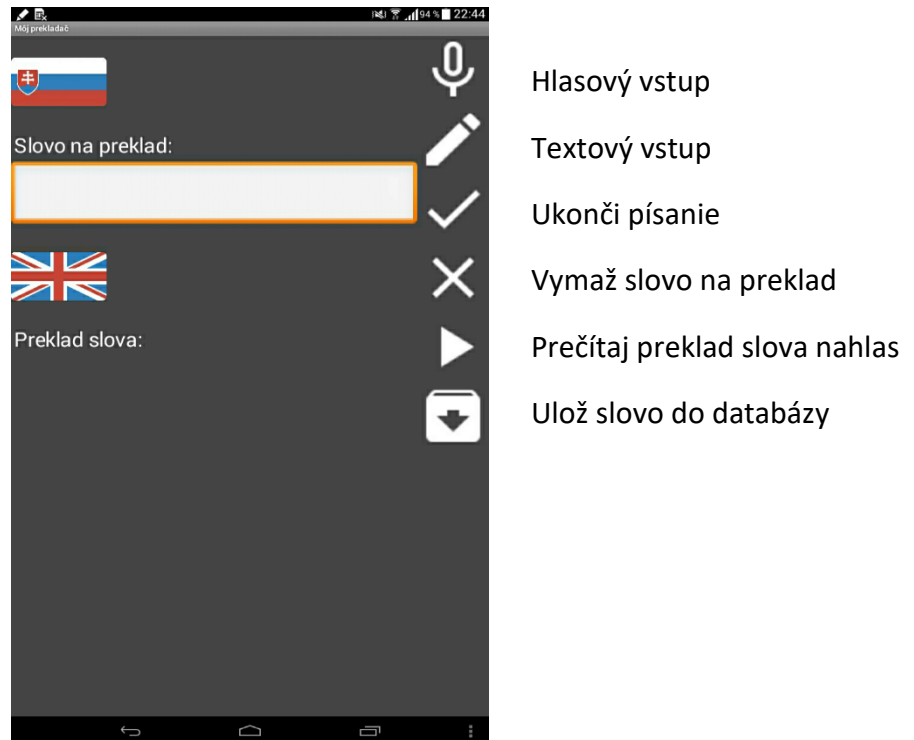 94 % 22:44
Môj prekladač
Hlasový vstup
Slovo na preklad:
Textový vstup
Ukonči písanie
Vymaž slovo na preklad
Preklad slova:
Prečítaj preklad slova nahlas
Ulož slovo do databázy